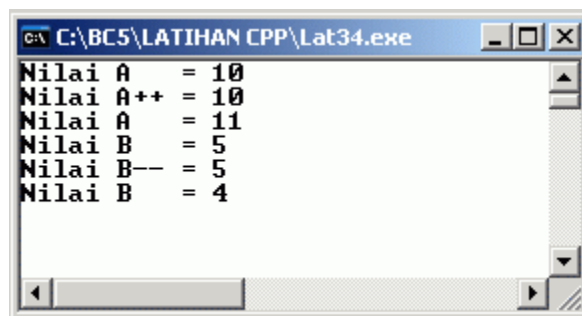 C:\BC5\LATIHAN CPP\Lat34.exe
Nilai A   = 10
Nilai A++ = 10
Nilai A   = 11
Nilai B   = 5
Nilai B-- = 5
Nilai B   = 4